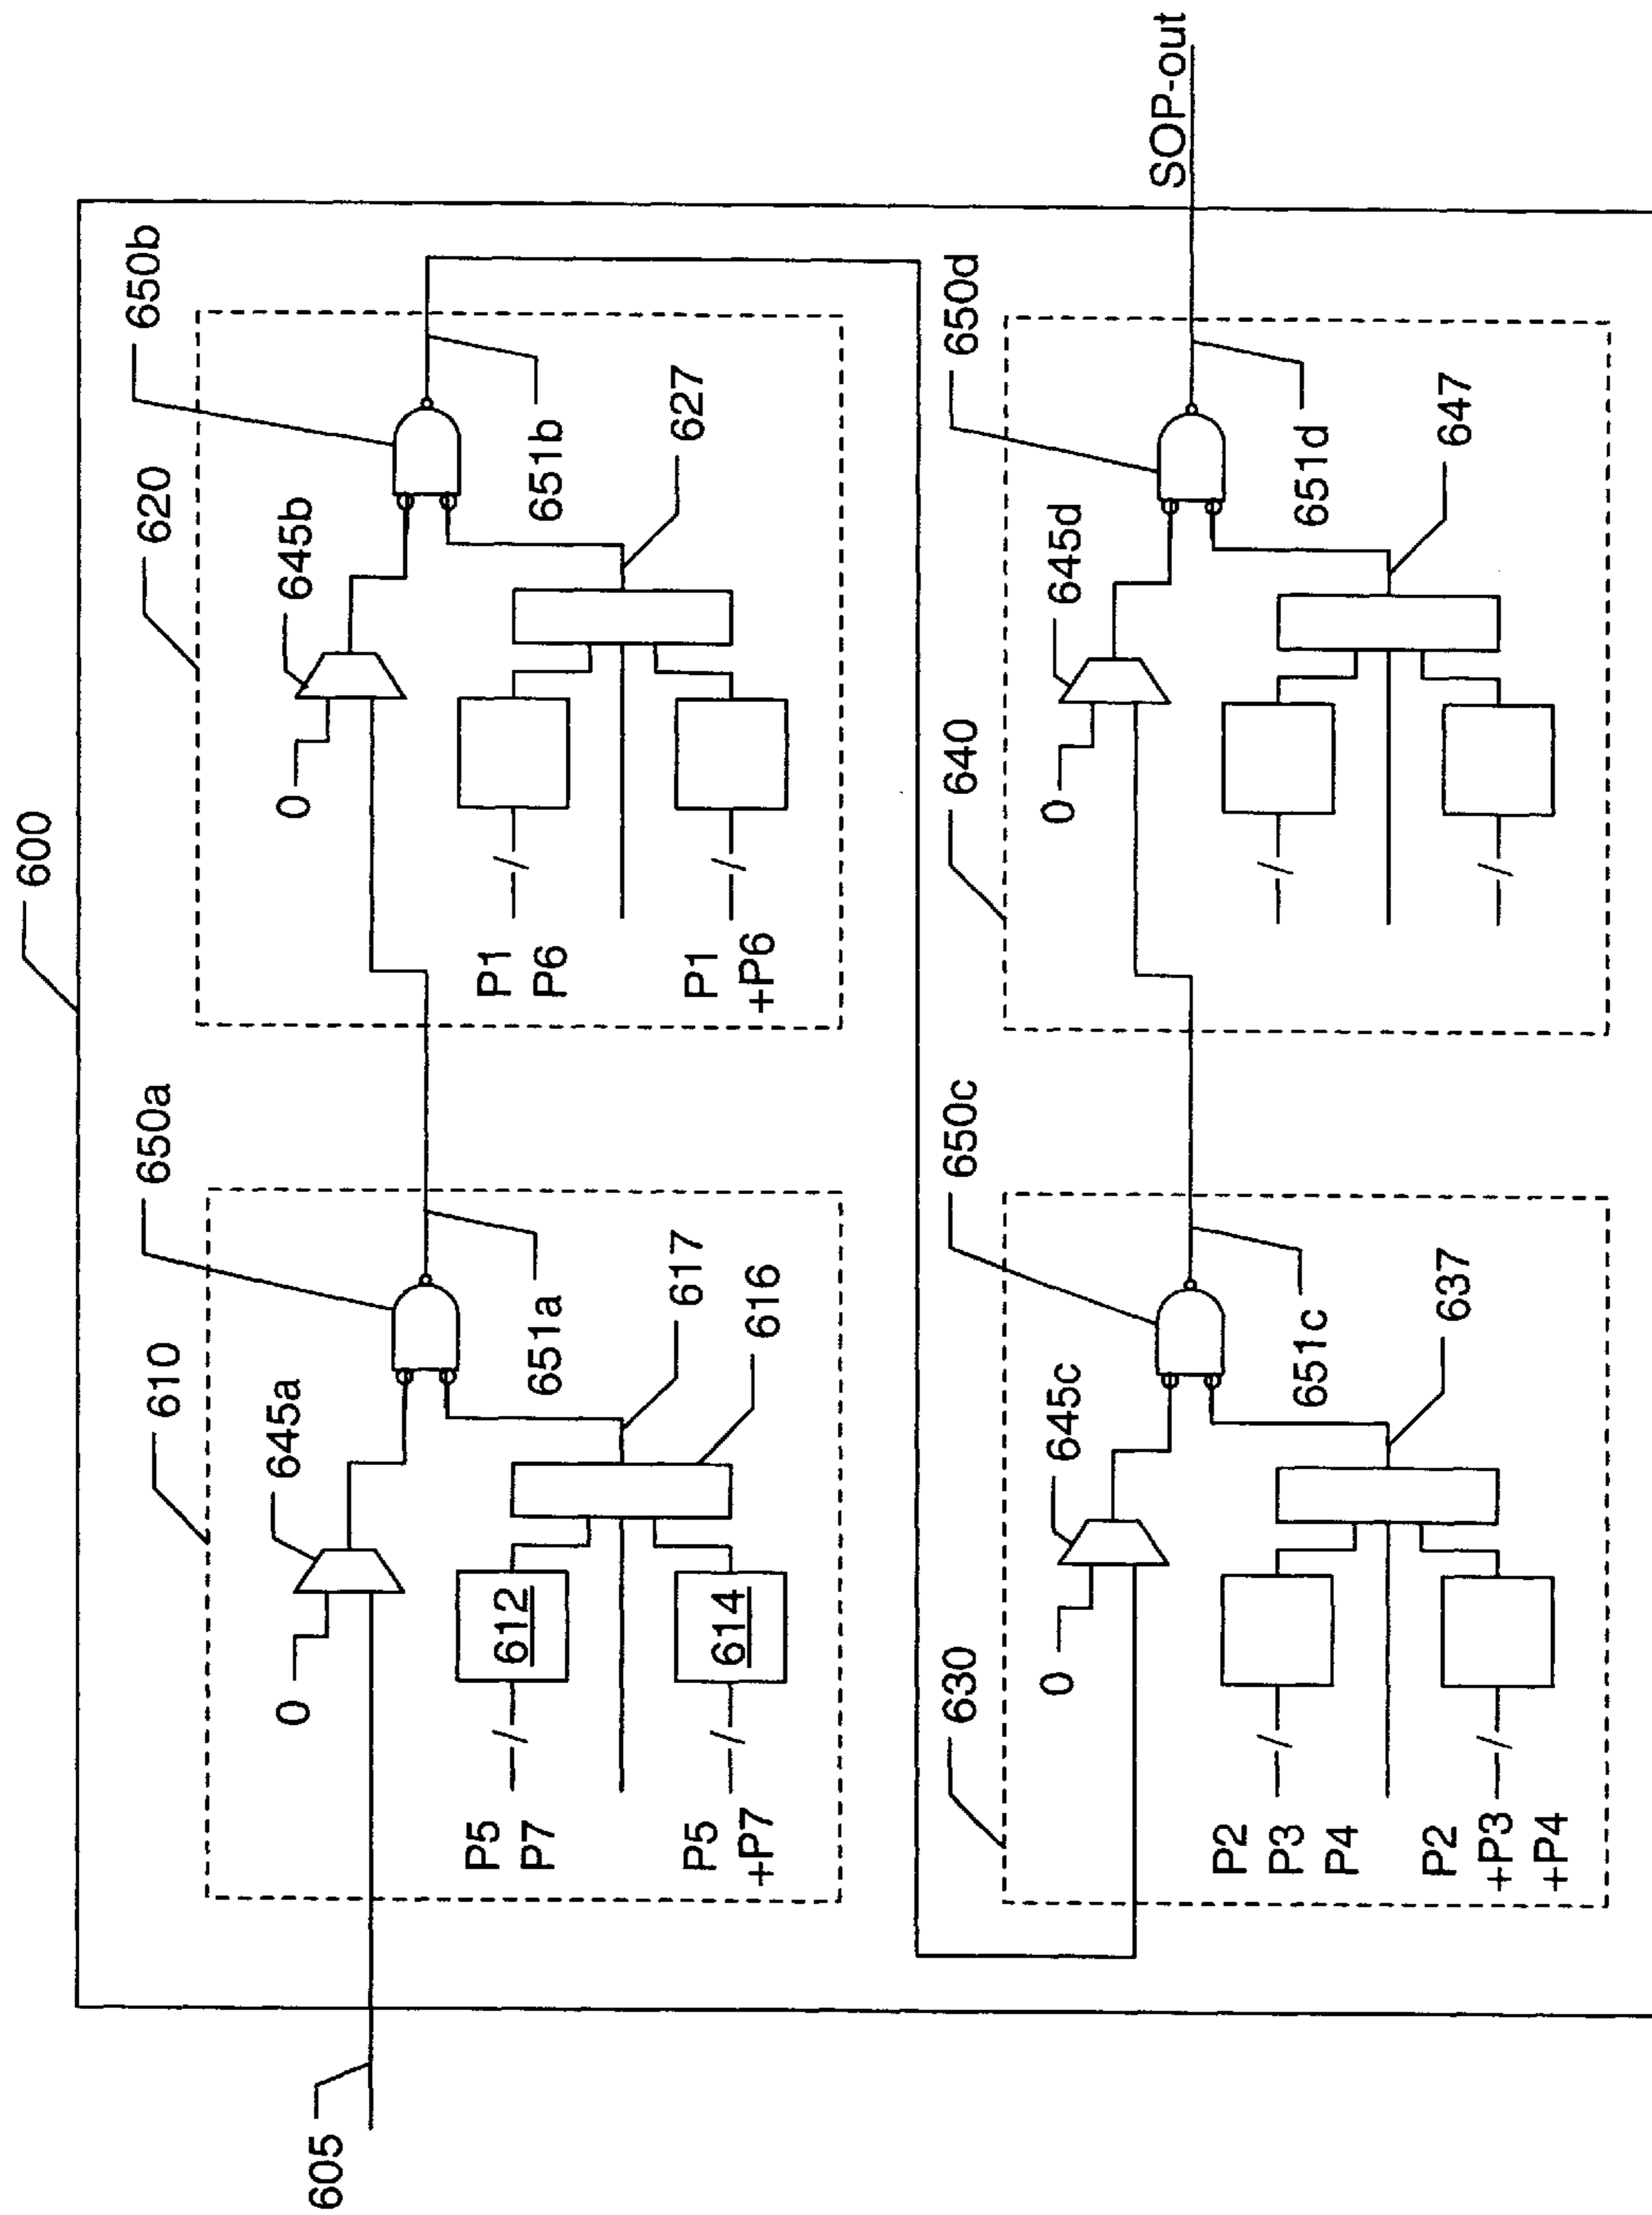 600
610
620
650a
650b
645a
645b
0
0
605
651a
651b
612
614
617
616
627
P5
P7
P5
+P7
P1
P6
P1
+P6
630
640
650c
650d
645c
645d
0
0
SOP-out
651c
651d
637
647
P2
P3
P4
P2
+P3
+P4